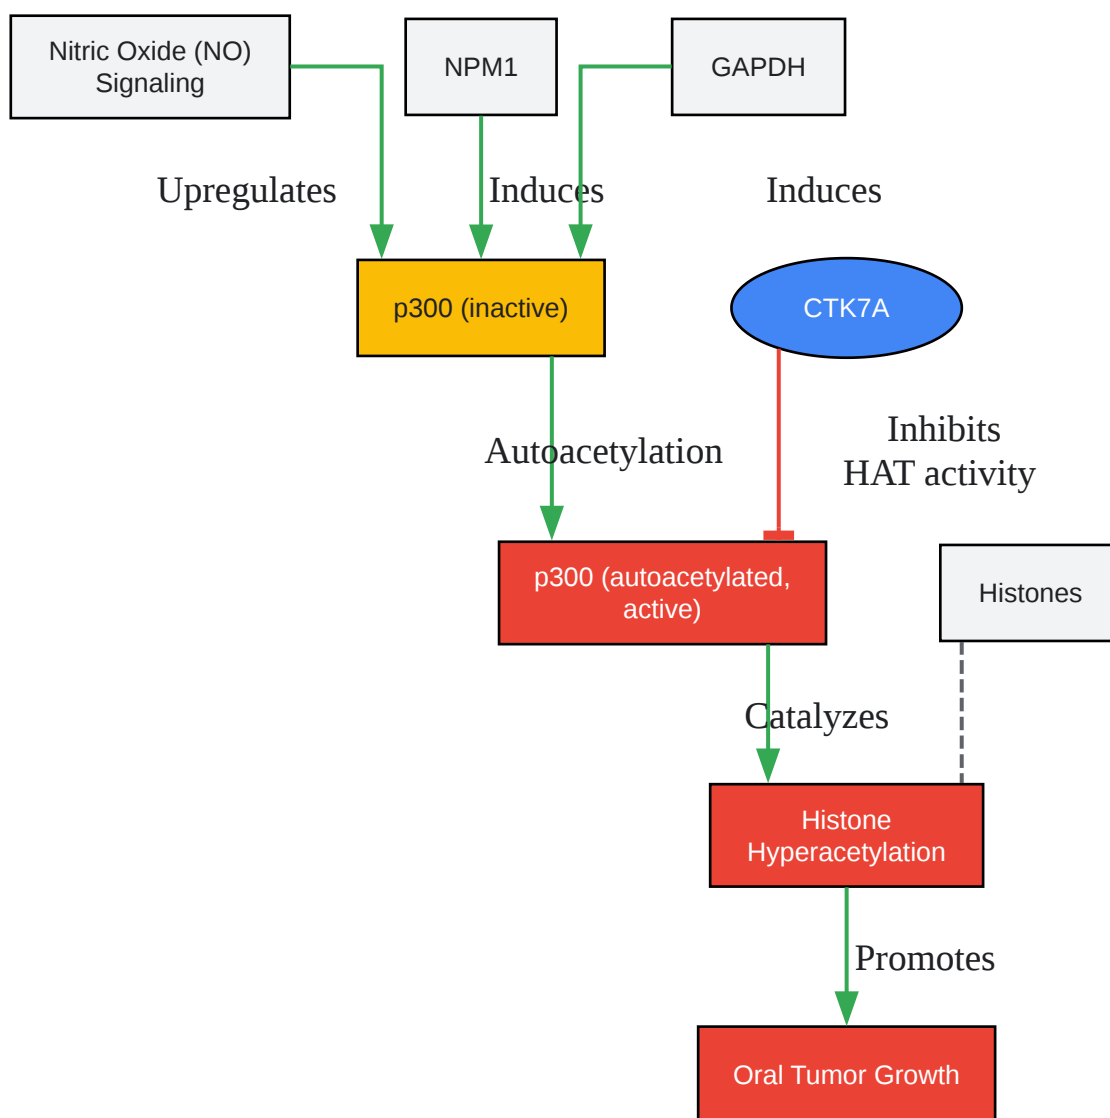 Nitric Oxide (NO)
Signaling
NPM1
GAPDH
Upregulates
Induces
Induces
p300 (inactive)
CTK7A
Autoacetylation
Inhibits
HAT activity
p300 (autoacetylated,
active)
Histones
Catalyzes
Histone
Hyperacetylation
Promotes
Oral Tumor Growth